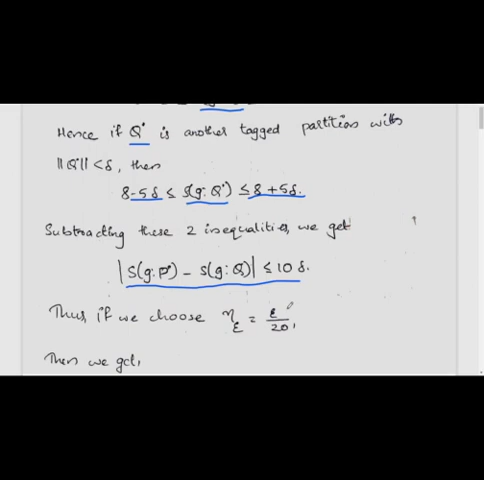 Hence if Q° is another tagged partition with
||Q°|| < δ, then
8-5δ ≤ S(g: Q°) ≤ 8 + 5δ.
Subtracting these 2 inequalities, we get
|S(g: P°) - S(g: Q)| ≤ 10 δ.
Thus if we choose η_ε = ε/20,
Then we get,